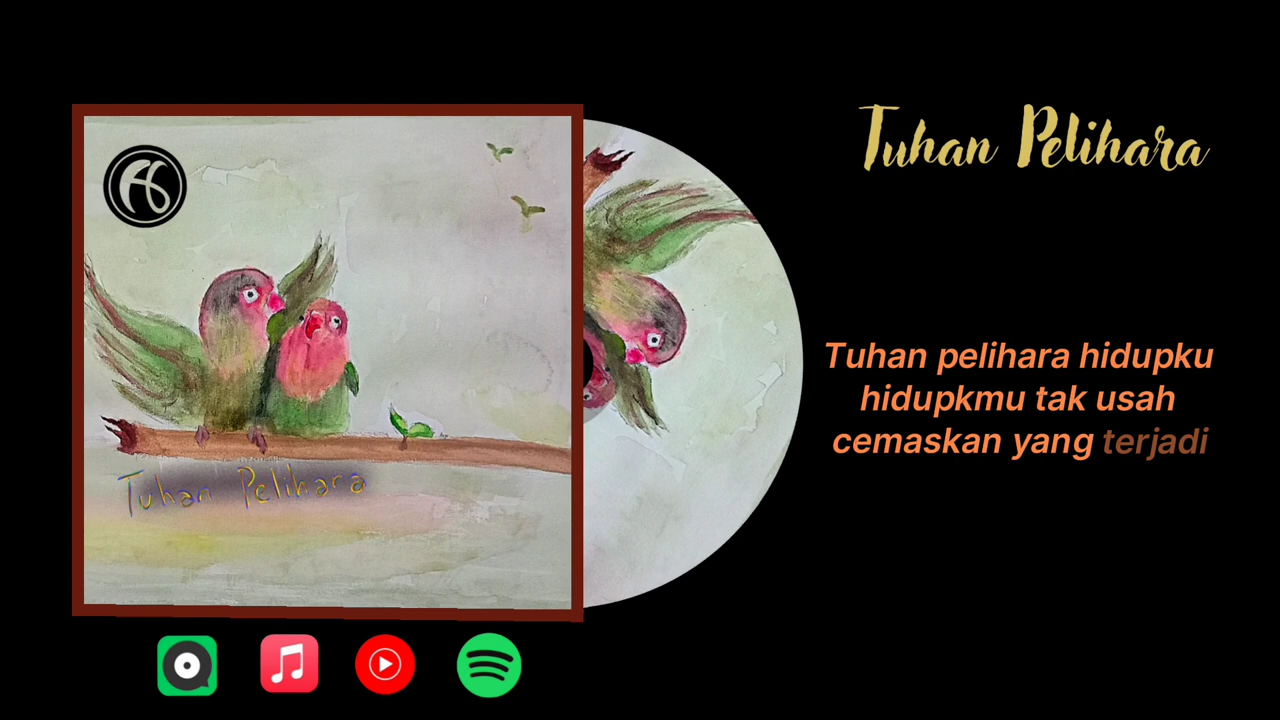 Tuhan Pelihara
Tuhan pelihara hidupku
hidupkmu tak usah
cemaskan yang terjadi
Tuhan Pelihara